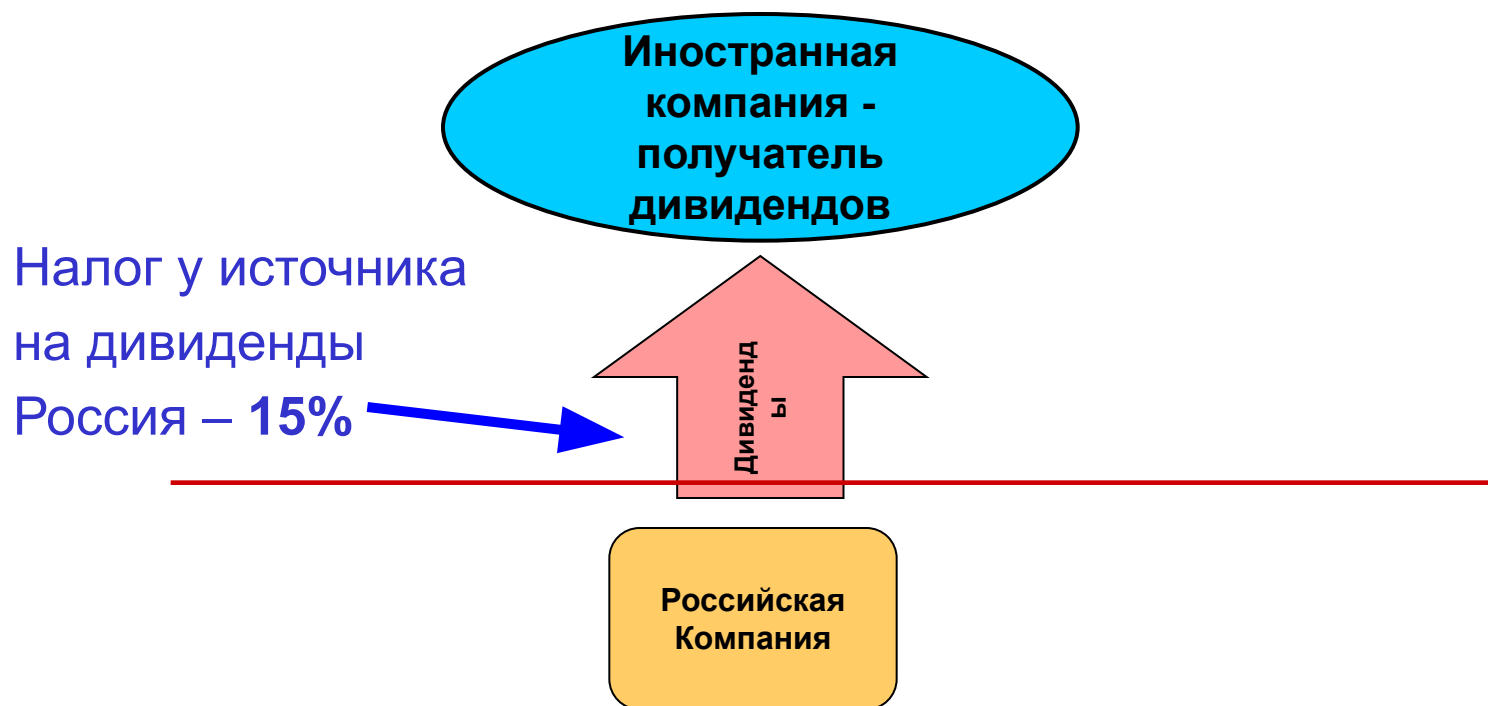 Иностранная
компания -
получатель
дивидендов
Налог у источника
на дивиденды
Россия – 15%
Дивиденд
ы
Российская
Компания